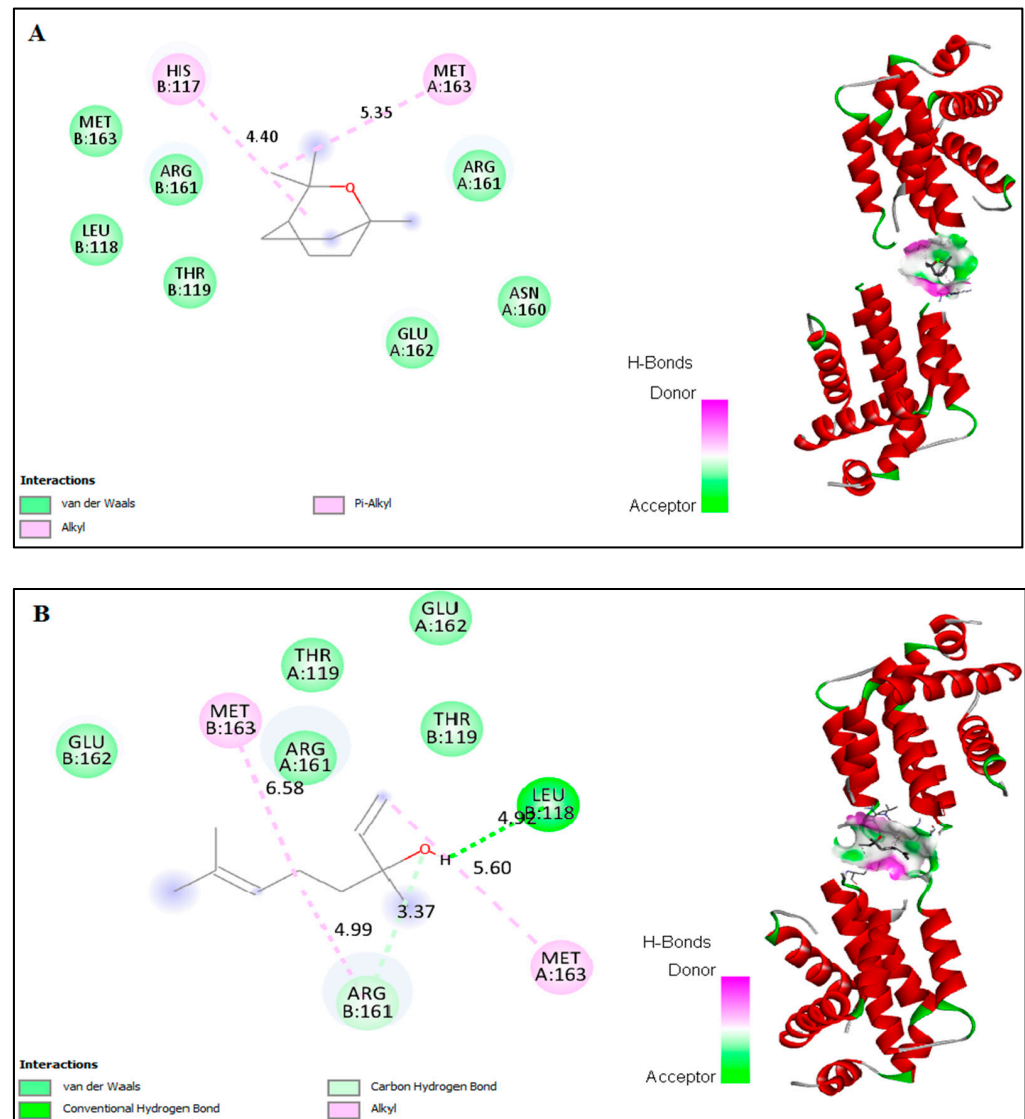 A
HIS
B:117
MET
A:163
5.35
MET
B:163
4.40
ARG
B:161
ARG
A:161
O
LEU
B:118
THR
B:119
ASN
A:160
GLU
A:162
H-Bonds
Donor
Acceptor
Interactions
van der Waals
Pi-Alkyl
Alkyl
B
GLU
A:162
THR
A:119
MET
B:163
THR
B:119
GLU
B:162
ARG
A:161
6.58
LEU
B:118
4.92
O
H
5.60
3.37
4.99
MET
A:163
ARG
B:161
H-Bonds
Donor
Acceptor
Interactions
van der Waals
Carbon Hydrogen Bond
Conventional Hydrogen Bond
Alkyl